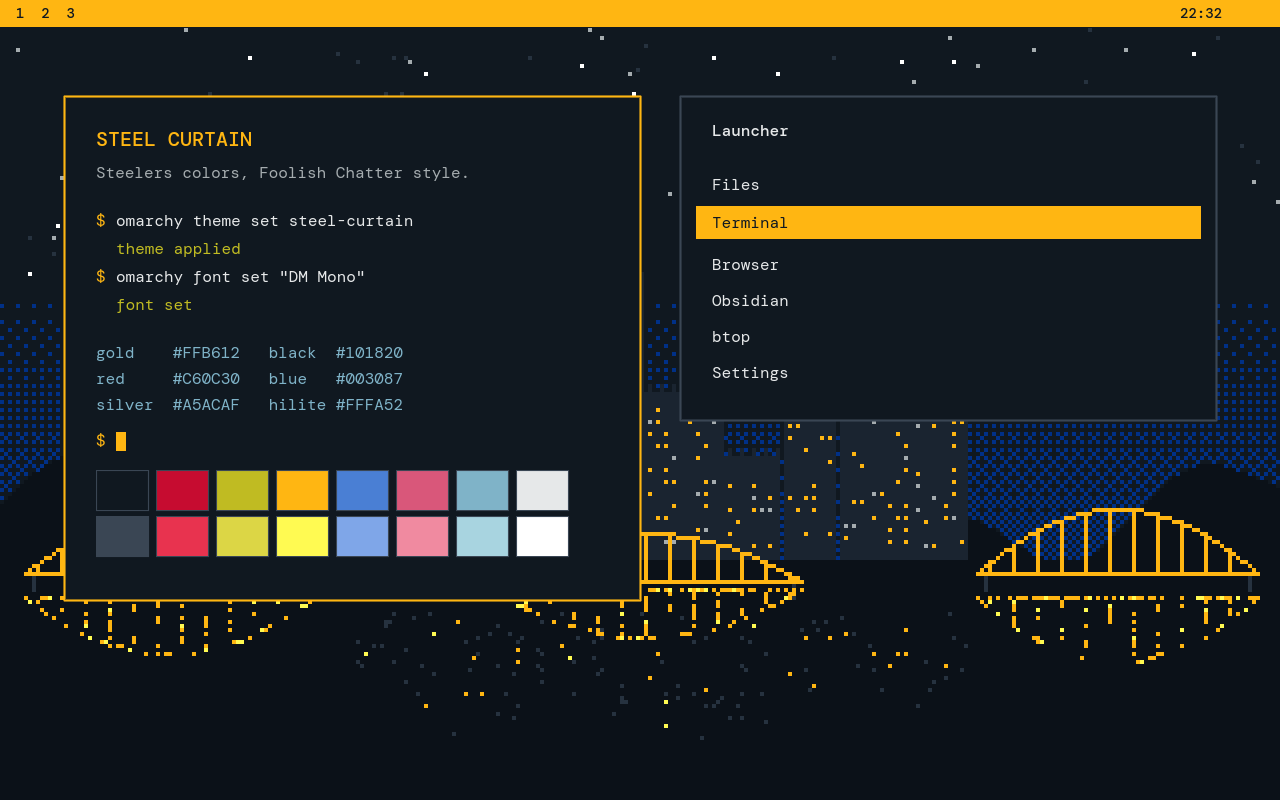 1 2 3
22:32
STEEL CURTAIN
Steelers colors, Foolish Chatter style.
$ omarchy theme set steel-curtain
theme applied
$ omarchy font set "DM Mono"
font set
gold #FFB612 black #101820
red #C60C30 blue #003087
silver #A5ACAF hilite #FFFA52
$
Launcher
Files
Terminal
Browser
Obsidian
btop
Settings